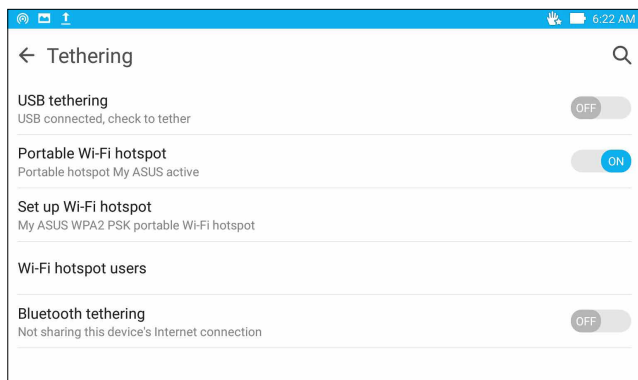 6:22 AM
Tethering
USB tethering
OFF
USB connected, check to tether
Portable Wi-Fi hotspot
ON
Portable hotspot My ASUS active
Set up Wi-Fi hotspot
My ASUS WPA2 PSK portable Wi-Fi hotspot
Wi-Fi hotspot users
Bluetooth tethering
OFF
Not sharing this device's Internet connection